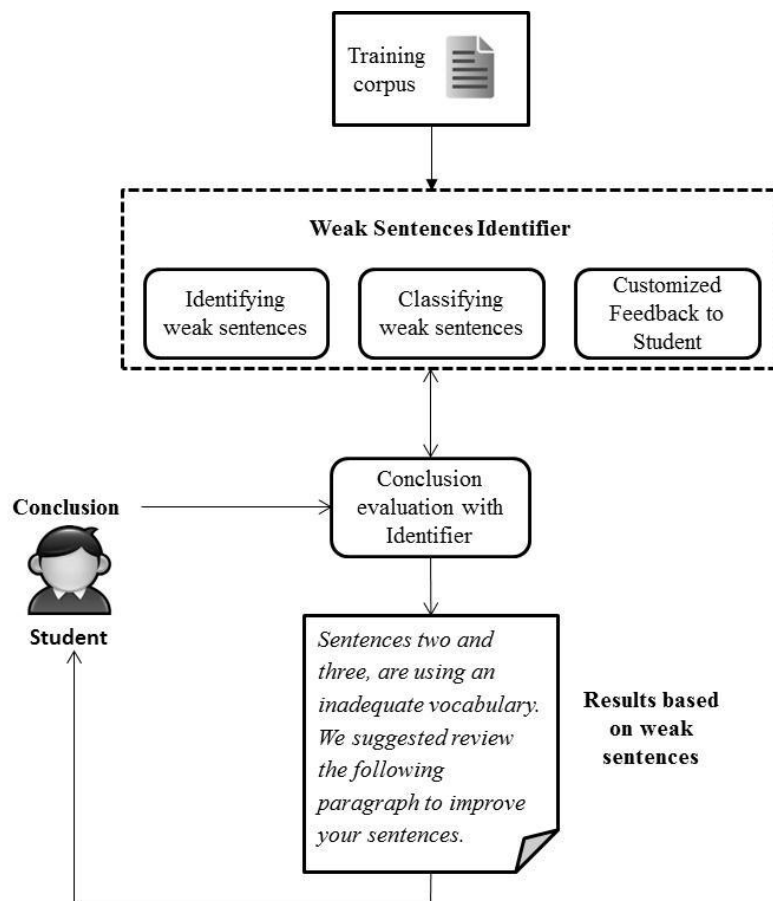 Training
corpus
Weak Sentences Identifier
Identifying
weak sentences
Classifying
weak sentences
Customized
Feedback to
Student
Conclusion
evaluation with
Identifier
Conclusion
Student
Sentences two and
three, are using an
inadequate vocabulary.
We suggested review
the following
paragraph to improve
your sentences.
Results based
on weak
sentences